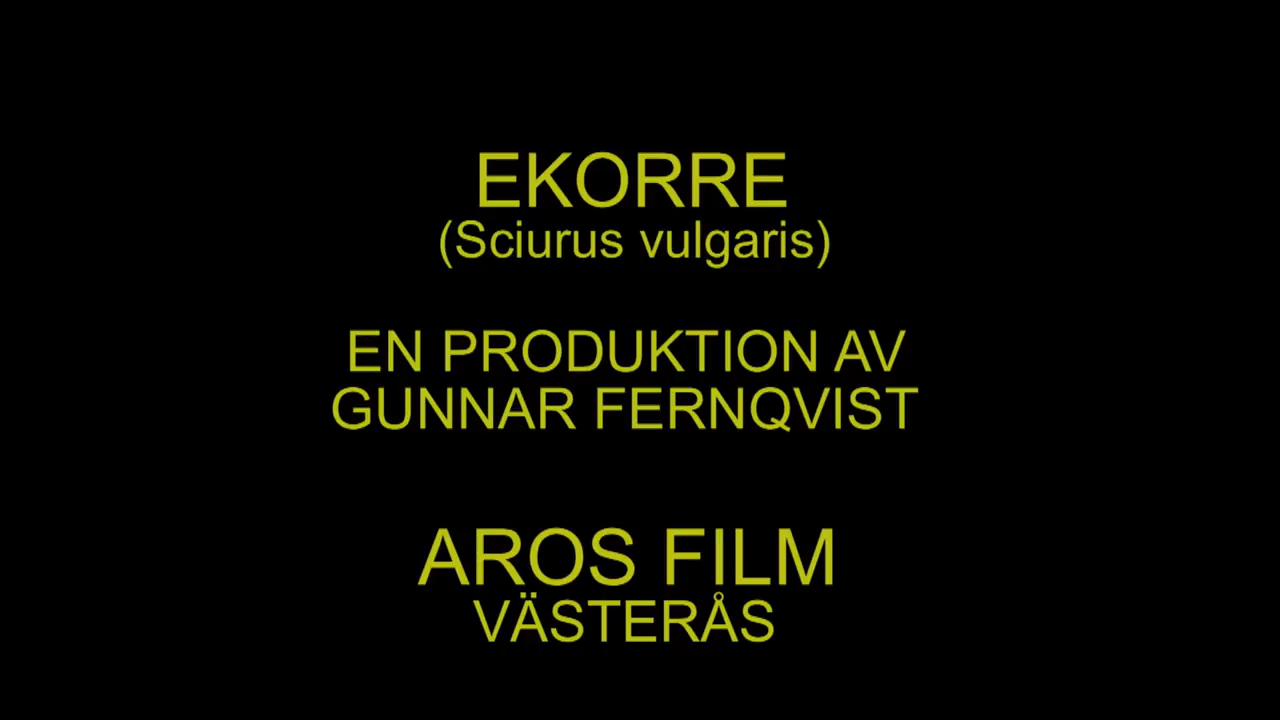 EKORRE
(Sciurus vulgaris)
EN PRODUKTION AV
GUNNAR FERNQVIST
AROS FILM
VÄSTERÅS